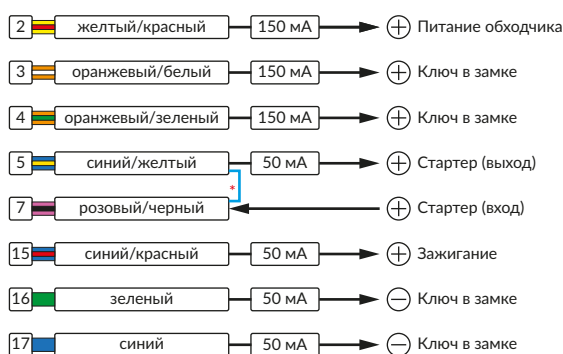 2 желтый/красный 150 мА + Питание обходчика
3 оранжевый/белый 150 мА + Ключ в замке
4 оранжевый/зеленый 150 мА + Ключ в замке
5 синий/желтый 50 мА + Стартер (выход)
*
7 розовый/черный + Стартер (вход)
15 синий/красный 50 мА + Зажигание
16 зеленый 50 мА − Ключ в замке
17 синий 50 мА − Ключ в замке